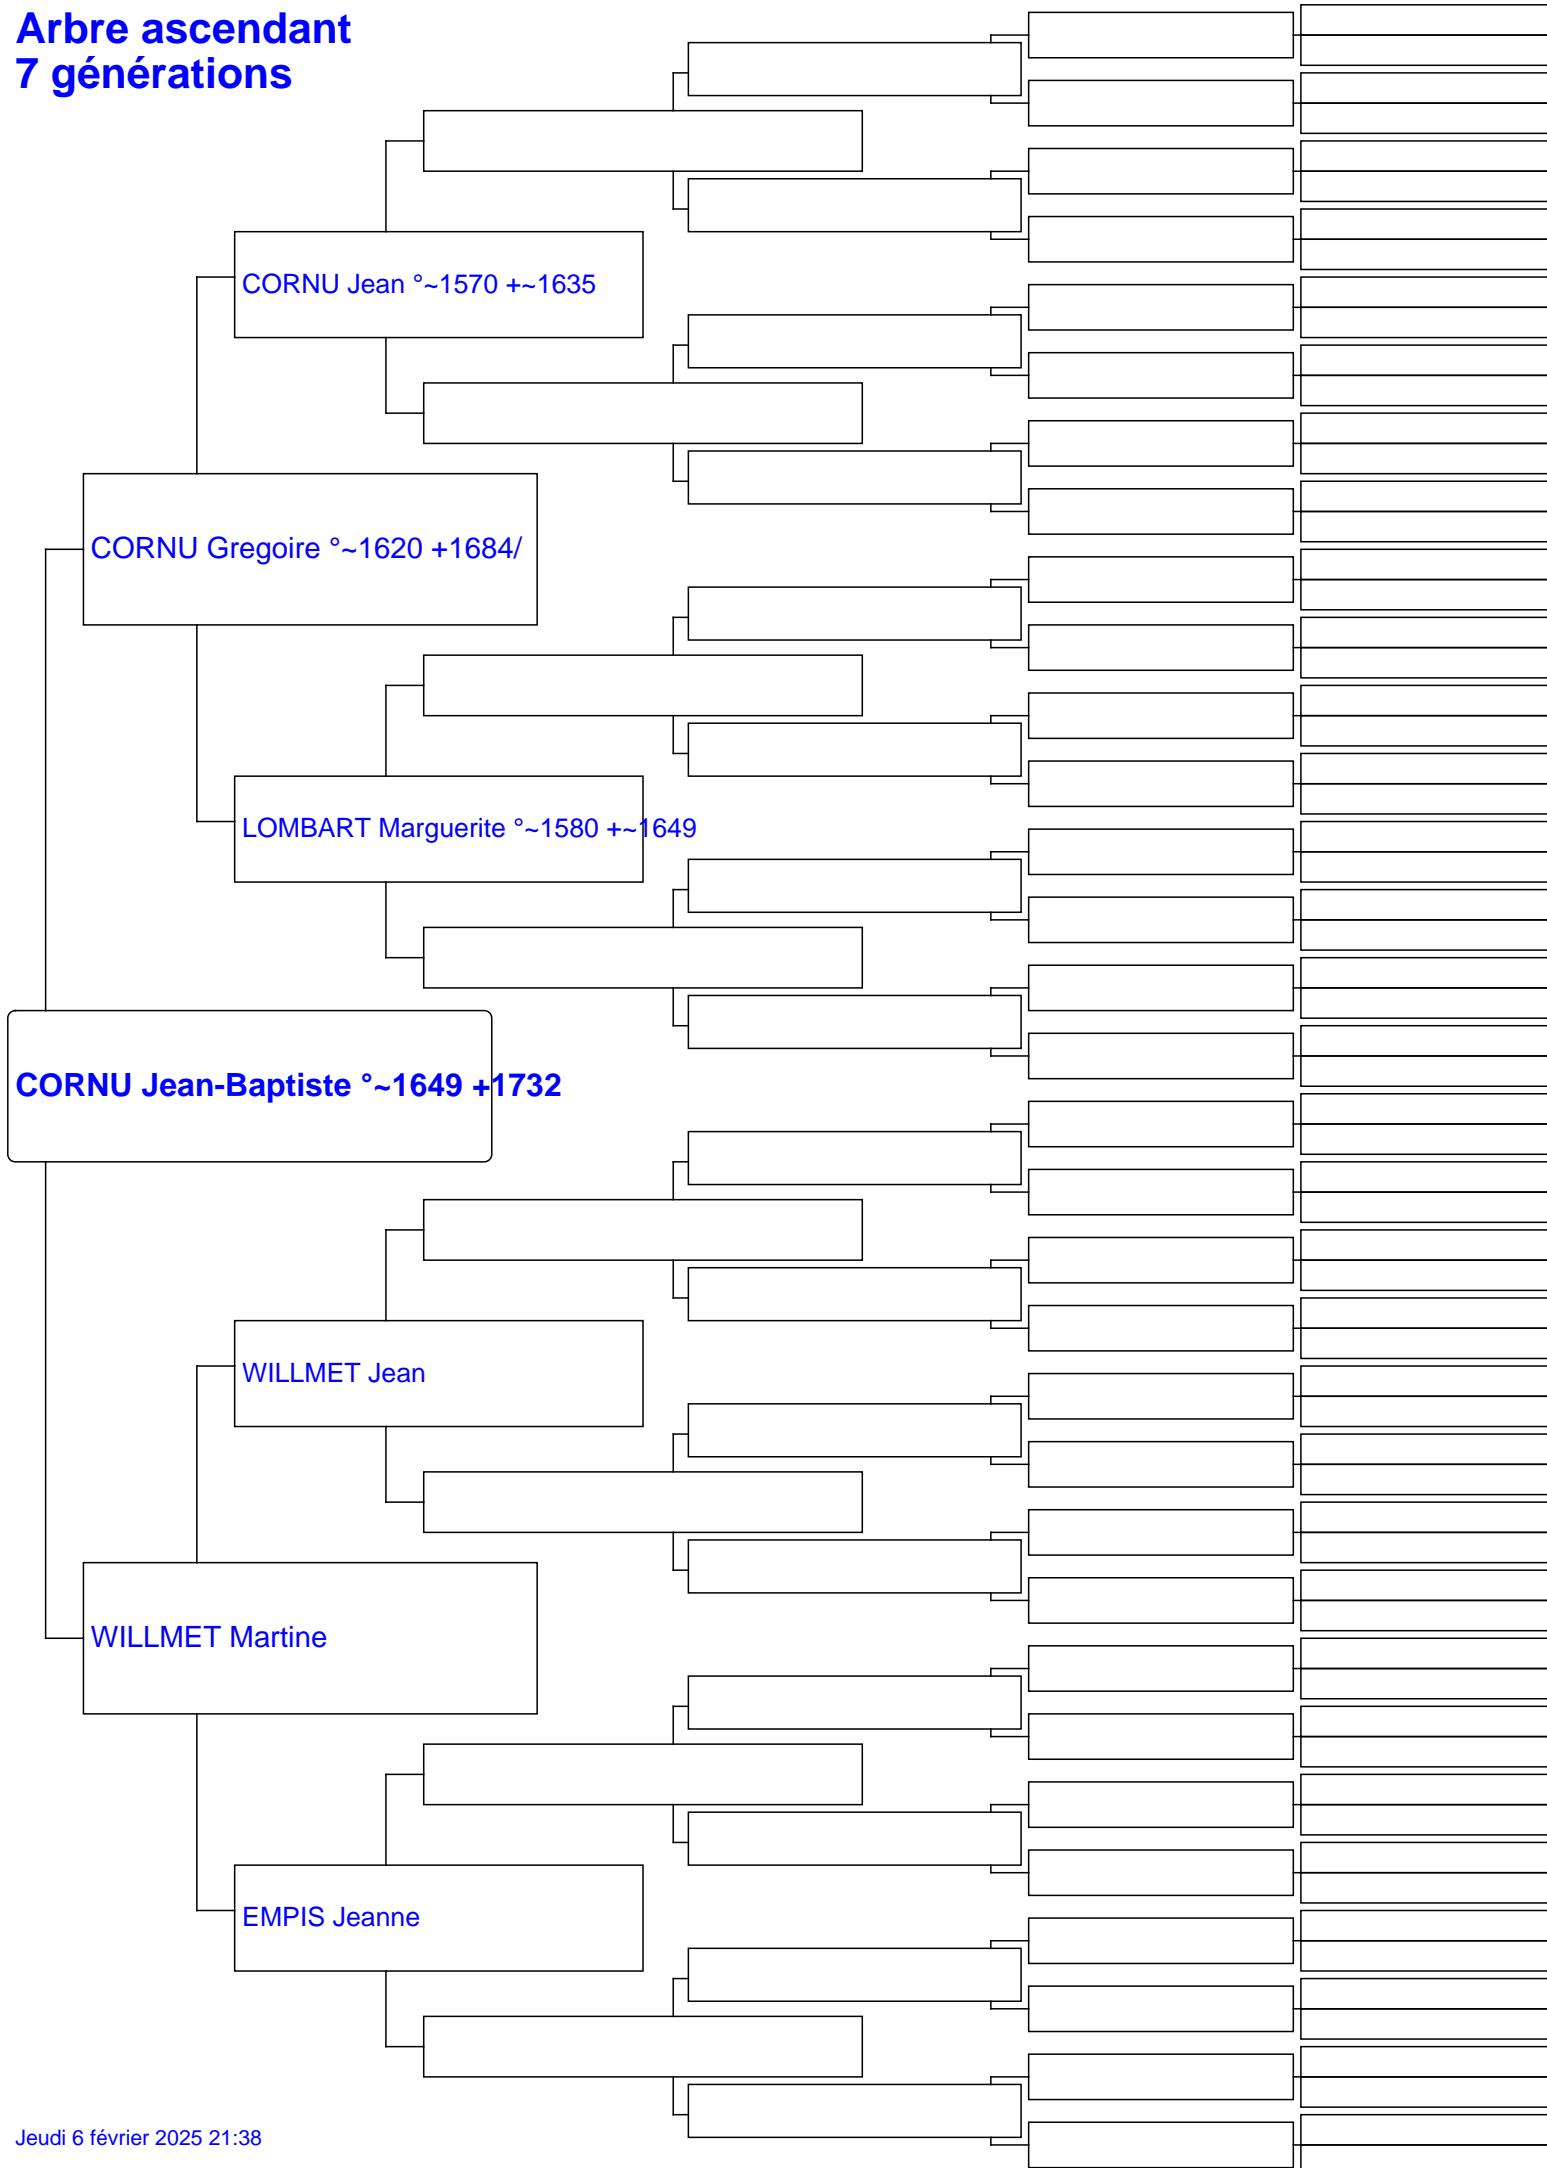 Arbre ascendant
7 générations
CORNU Jean °~1570 +~1635
CORNU Gregoire °~1620 +1684/
LOMBART Marguerite °~1580 +~1649
CORNU Jean-Baptiste °~1649 +1732
WILLMET Jean
WILLMET Martine
EMPIS Jeanne
Jeudi 6 février 2025 21:38